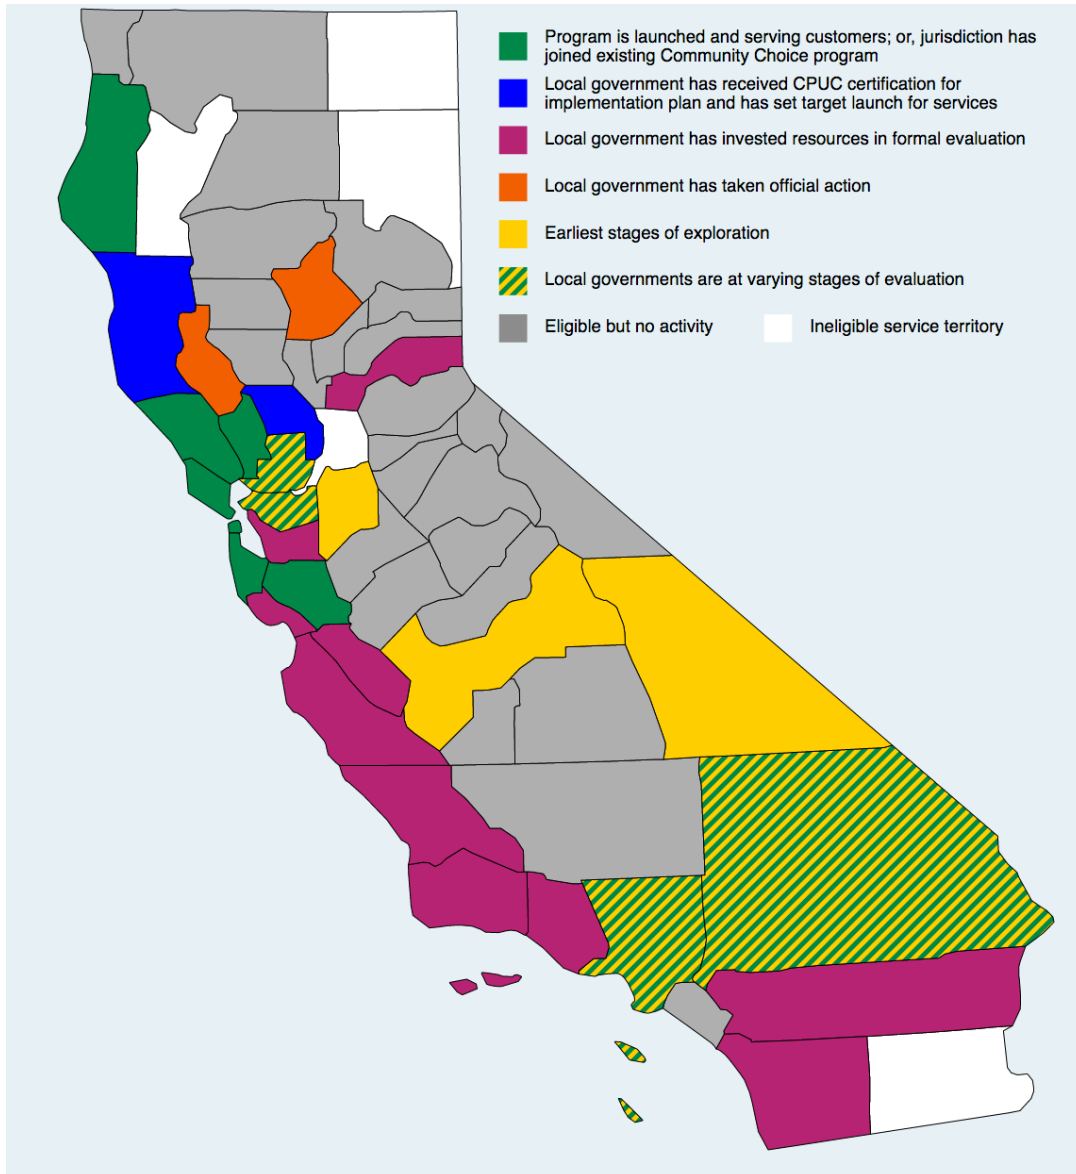 Program is launched and serving customers; or, jurisdiction has
joined existing Community Choice program
Local government has received CPUC certification for
implementation plan and has set target launch for services
Local government has invested resources in formal evaluation
Local government has taken official action
Earliest stages of exploration
Local governments are at varying stages of evaluation
Eligible but no activity
Ineligible service territory